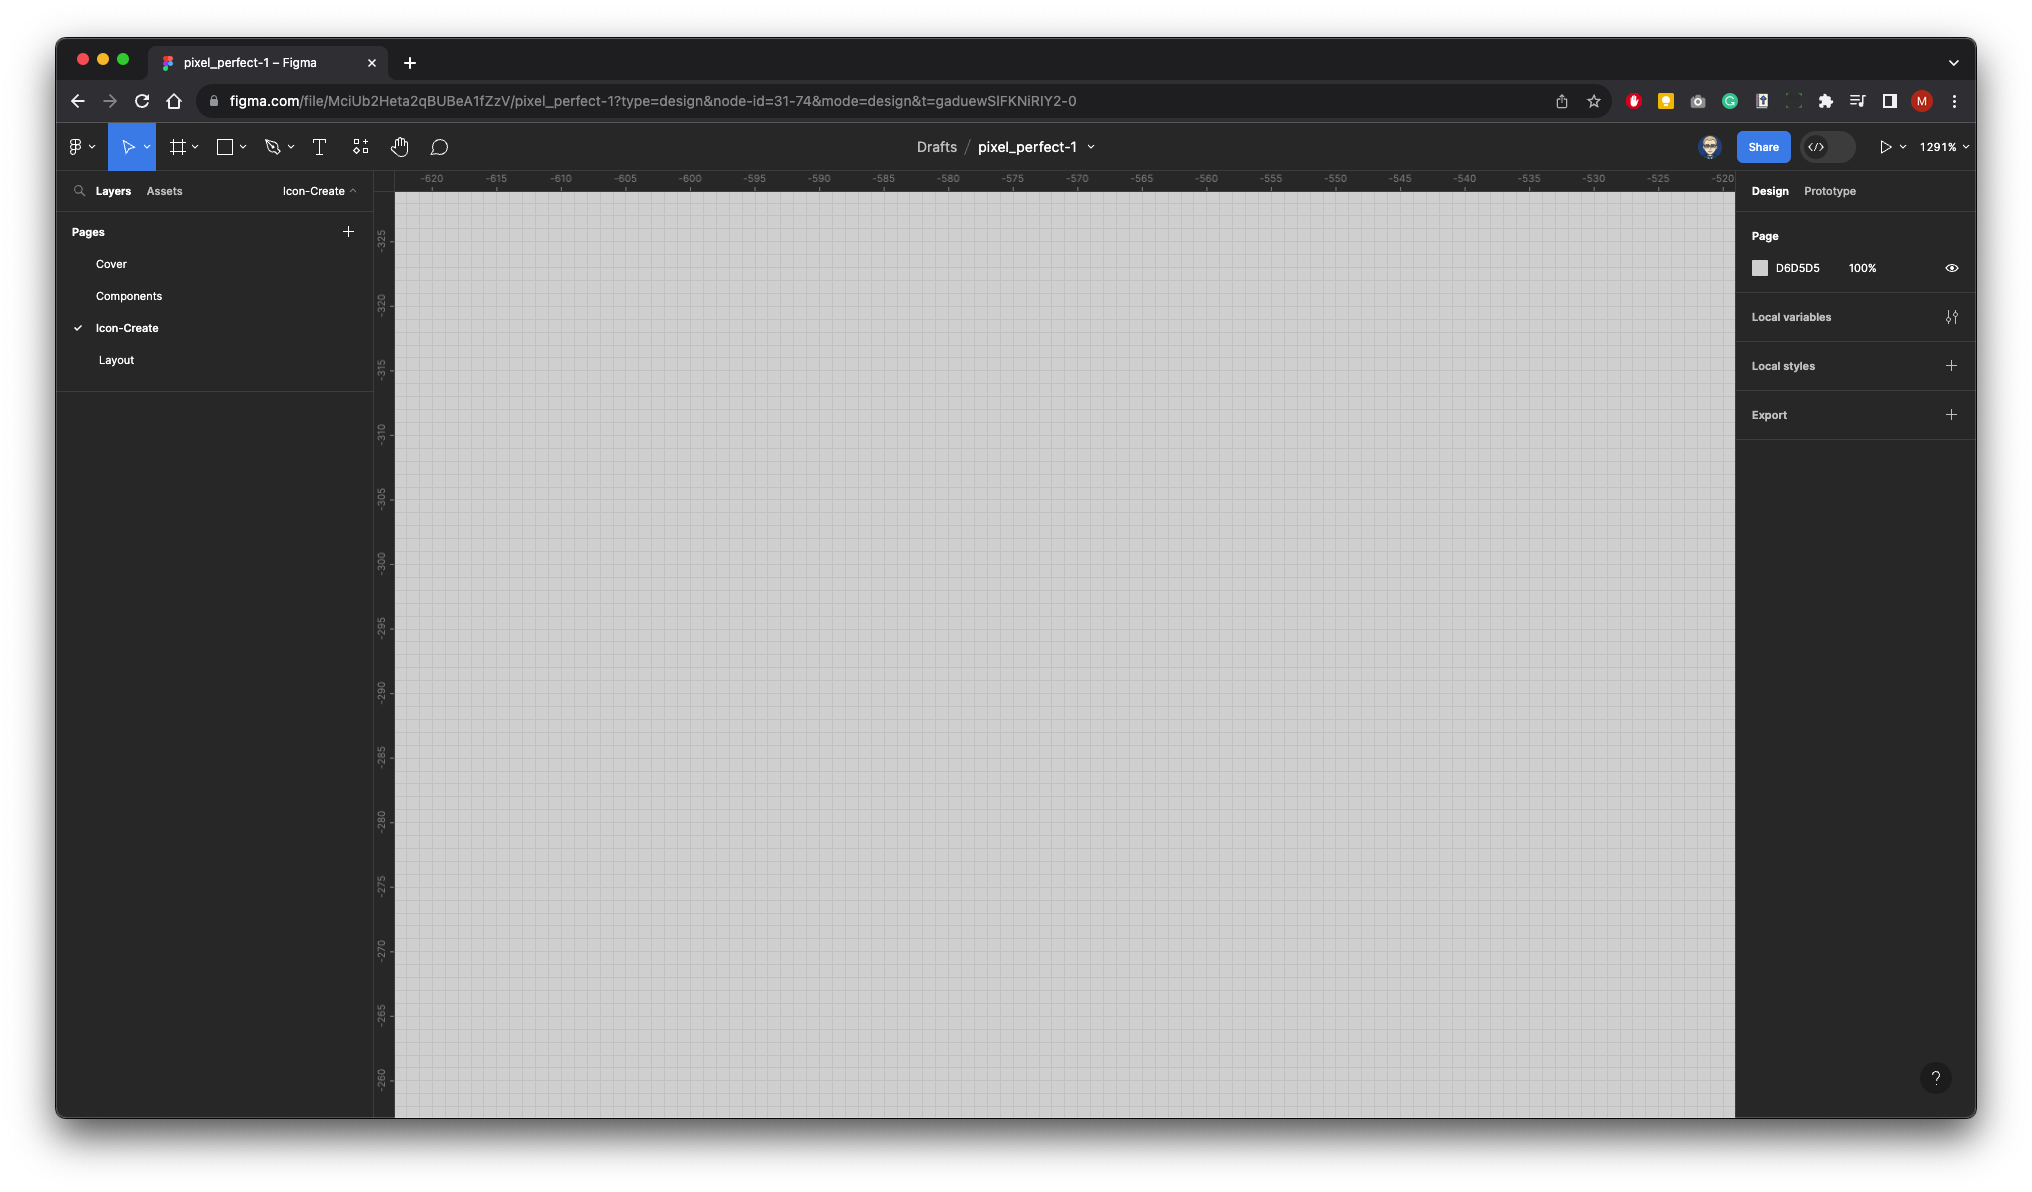 pixel_perfect-1 – Figma
figma.com/file/MciUb2Heta2qBUBeA1fZzV/pixel_perfect-1?type=design&node-id=31-74&mode=design&t=gaduewSlFKNiRIY2-0
M
Drafts / pixel_perfect-1
Share
1291%
Layers Assets Icon-Create
-620 -615 -610 -605 -600 -595 -590 -585 -580 -575 -570 -565 -560 -555 -550 -545 -540 -535 -530 -525 -520
Design Prototype
Pages
Cover
Components
Icon-Create
Layout
-325
-320
-315
-310
-305
-300
-295
-290
-285
-280
-275
-270
-265
-260
Page
D6D5D5 100%
Local variables
Local styles
Export
?